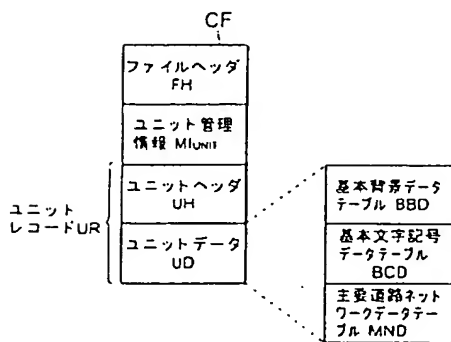 CF
ファイルヘッダ
FH
ユニット管理
情報 MIUNIT
ユニットヘッダ
UH
ユニットデータ
UD
ユニット
レコードUR
基本背景データ
テーブル BBD
基本文字記号
データテーブル
BCD
主要道路ネット
ワークデータテー
ブル MND